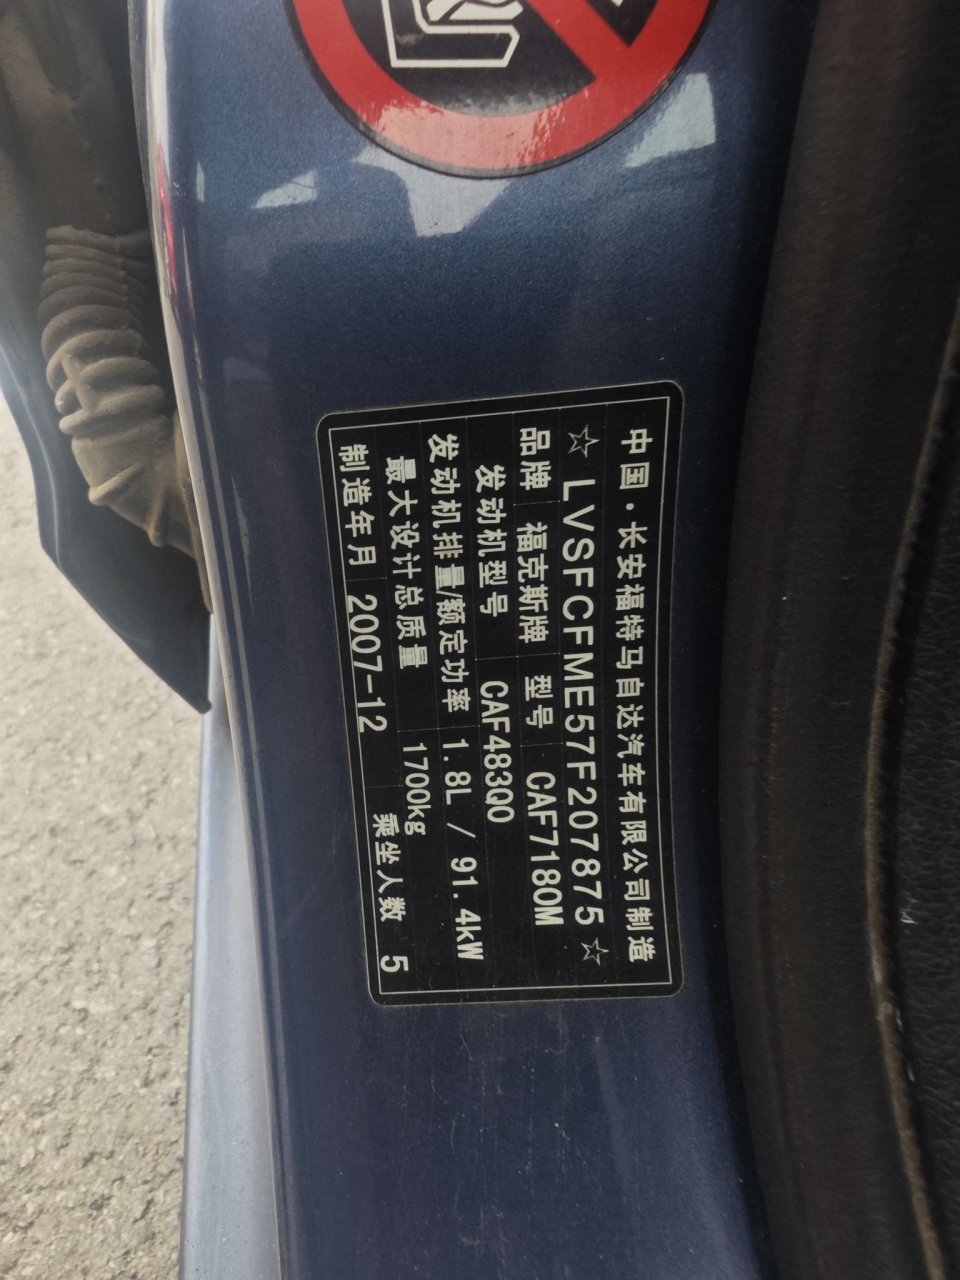 中国·长安福特马自达汽车有限公司制造
☆ LVSFCFME57F207875 ☆
品牌 福克斯牌 型号 CAF7180M
发动机型号 CAF483Q0
发动机排量/额定功率 1.8L / 91.4kW
最大设计总质量 1700kg
制造年月 2007-12 乘坐人数 5